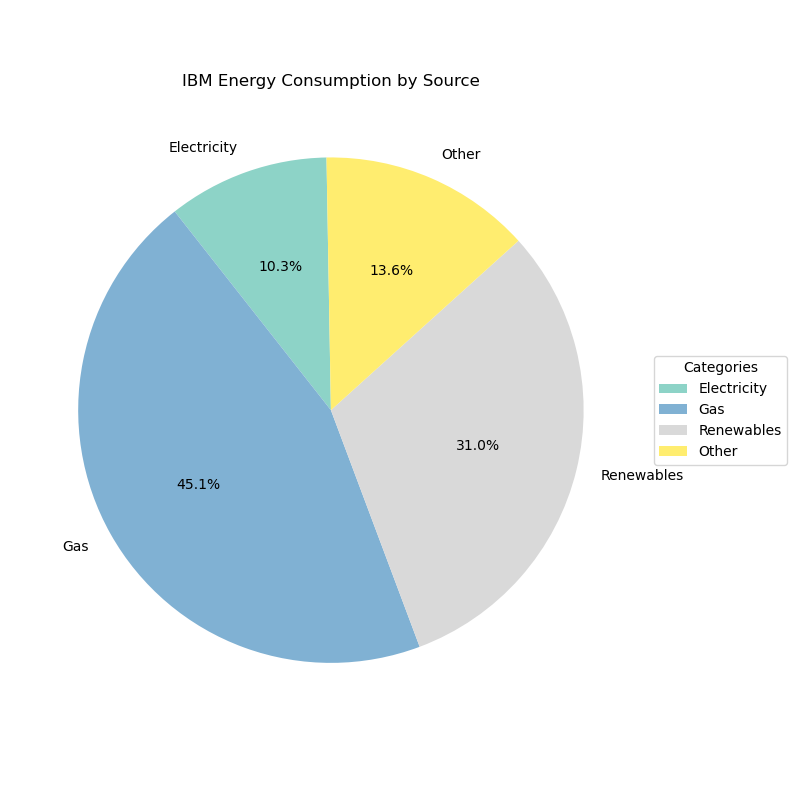 IBM Energy Consumption by Source
Electricity
Other
10.3%
13.6%
Categories
Electricity
Gas
Renewables
Other
31.0%
Renewables
45.1%
Gas